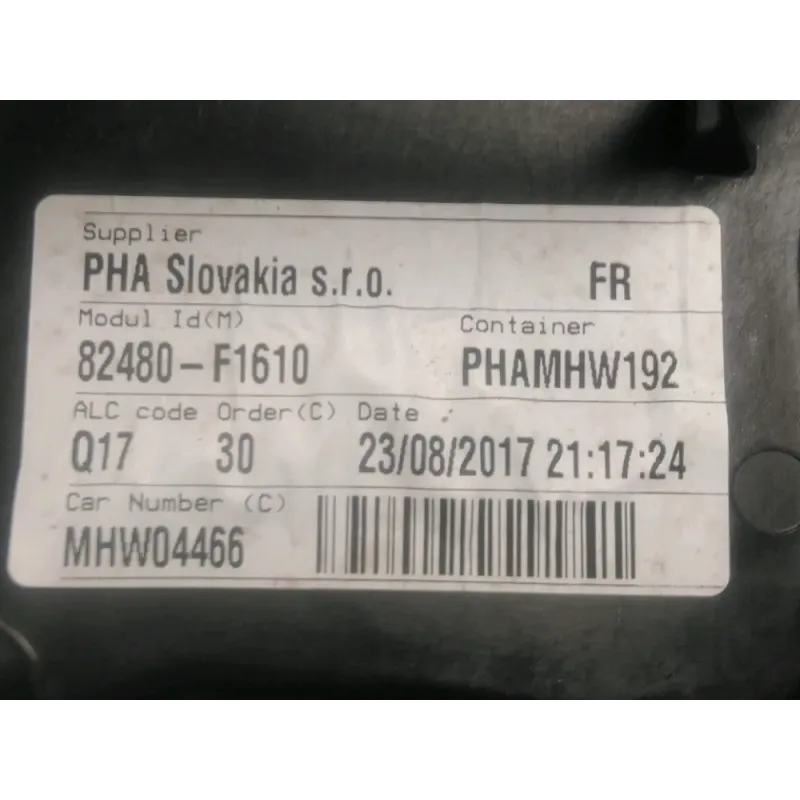 Supplier
PHA Slovakia s.r.o. FR
Modul Id(M) Container
82480-F1610 PHAMHW192
ALC code Order(C) Date :
Q17 30 23/08/2017 21:17:24
Car Number (C)
MHW04466